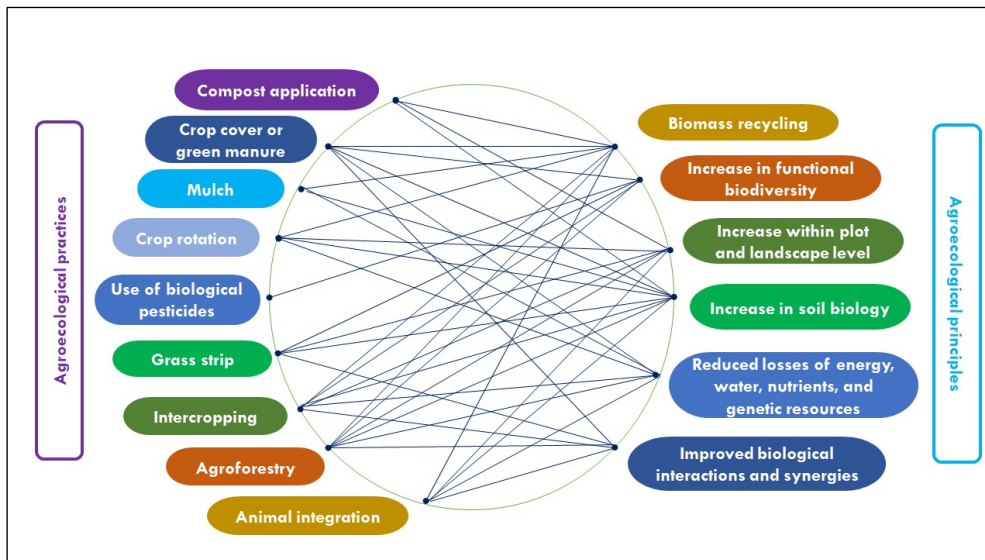 Agroecological practices
Compost application
Crop cover or
green manure
Mulch
Crop rotation
Use of biological
pesticides
Grass strip
Intercropping
Agroforestry
Animal integration
Biomass recycling
Increase in functional
biodiversity
Increase within plot
and landscape level
Increase in soil biology
Reduced losses of energy,
water, nutrients, and
genetic resources
Improved biological
interactions and synergies
Agroecological principles